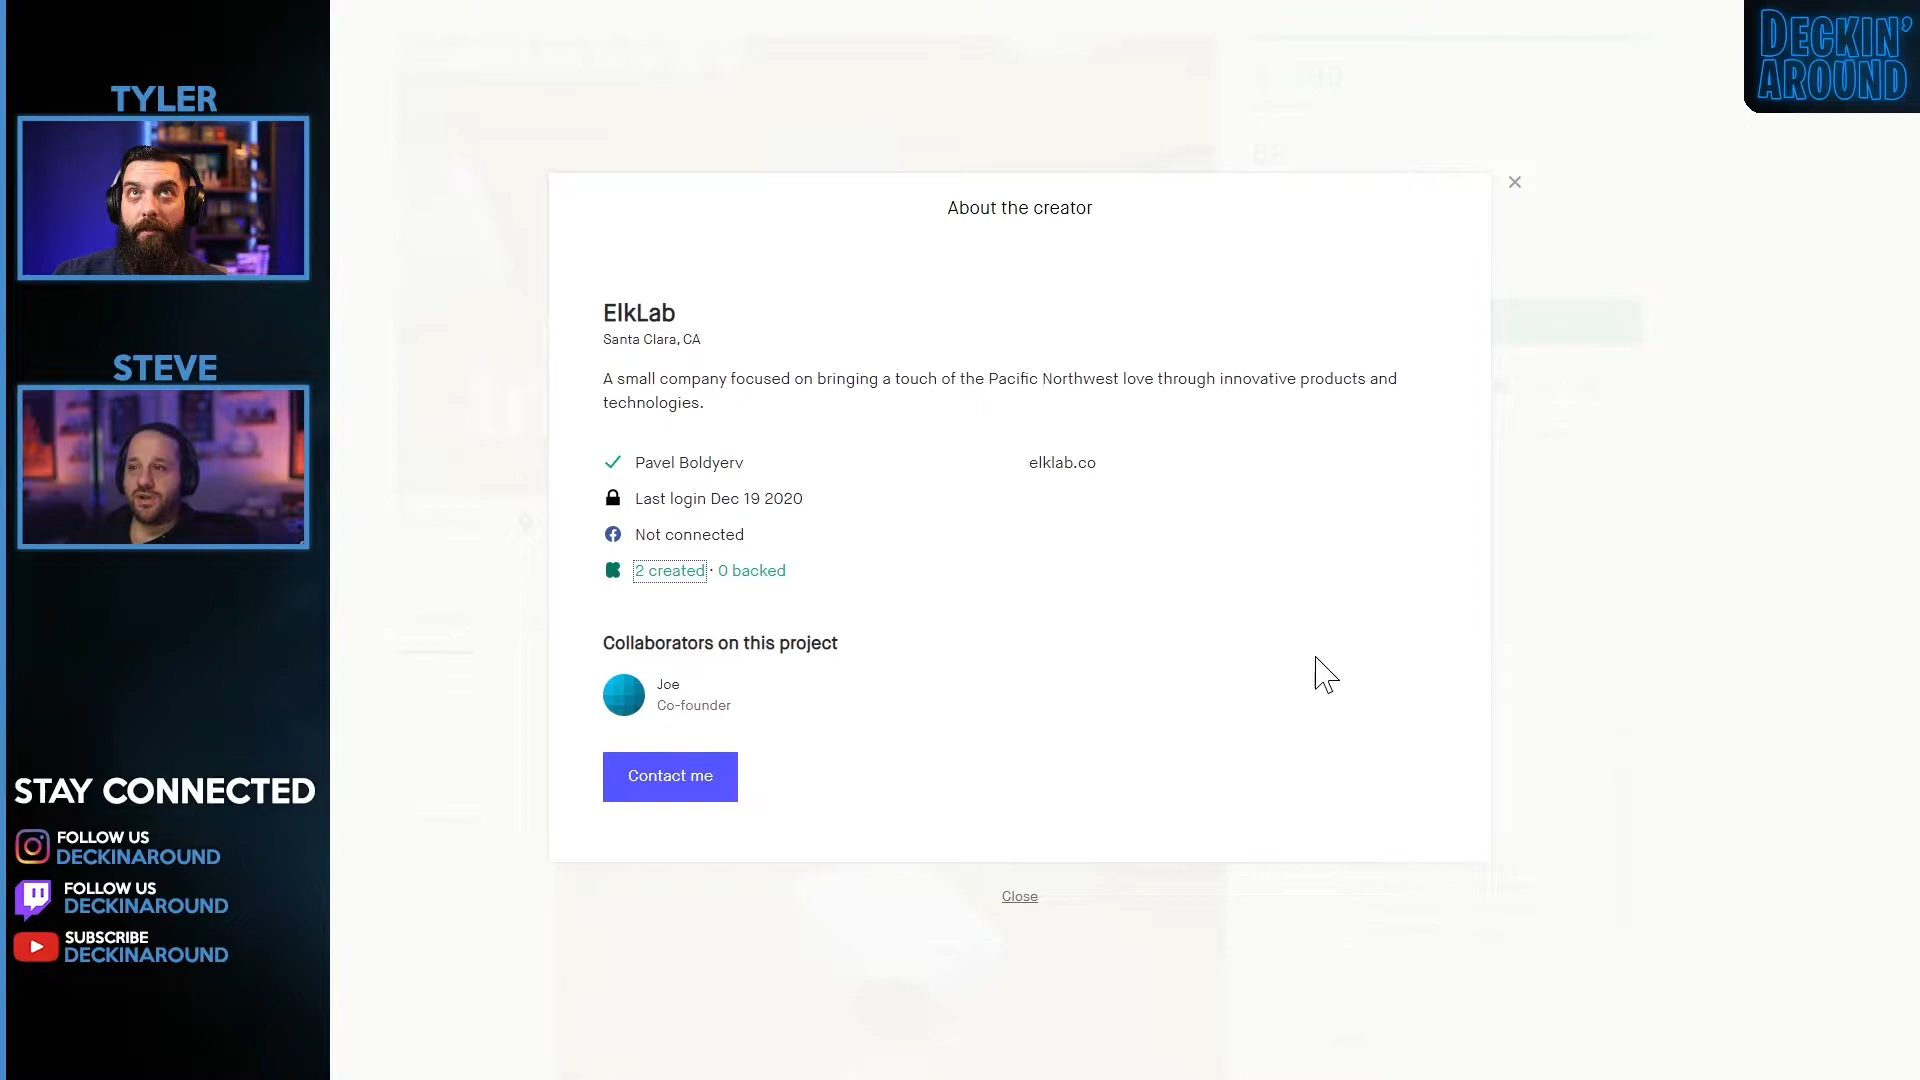 TYLER
STEVE
STAY CONNECTED
FOLLOW US
DECKINAROUND
FOLLOW US
DECKINAROUND
SUBSCRIBE
DECKINAROUND
About the creator
ElkLab
Santa Clara, CA
A small company focused on bringing a touch of the Pacific Northwest love through innovative products and
technologies.
Pavel Boldyerv
elklab.co
Last login Dec 19 2020
Not connected
2 created · 0 backed
Collaborators on this project
Joe
Co-founder
Contact me
Close
DECKIN'
AROUND